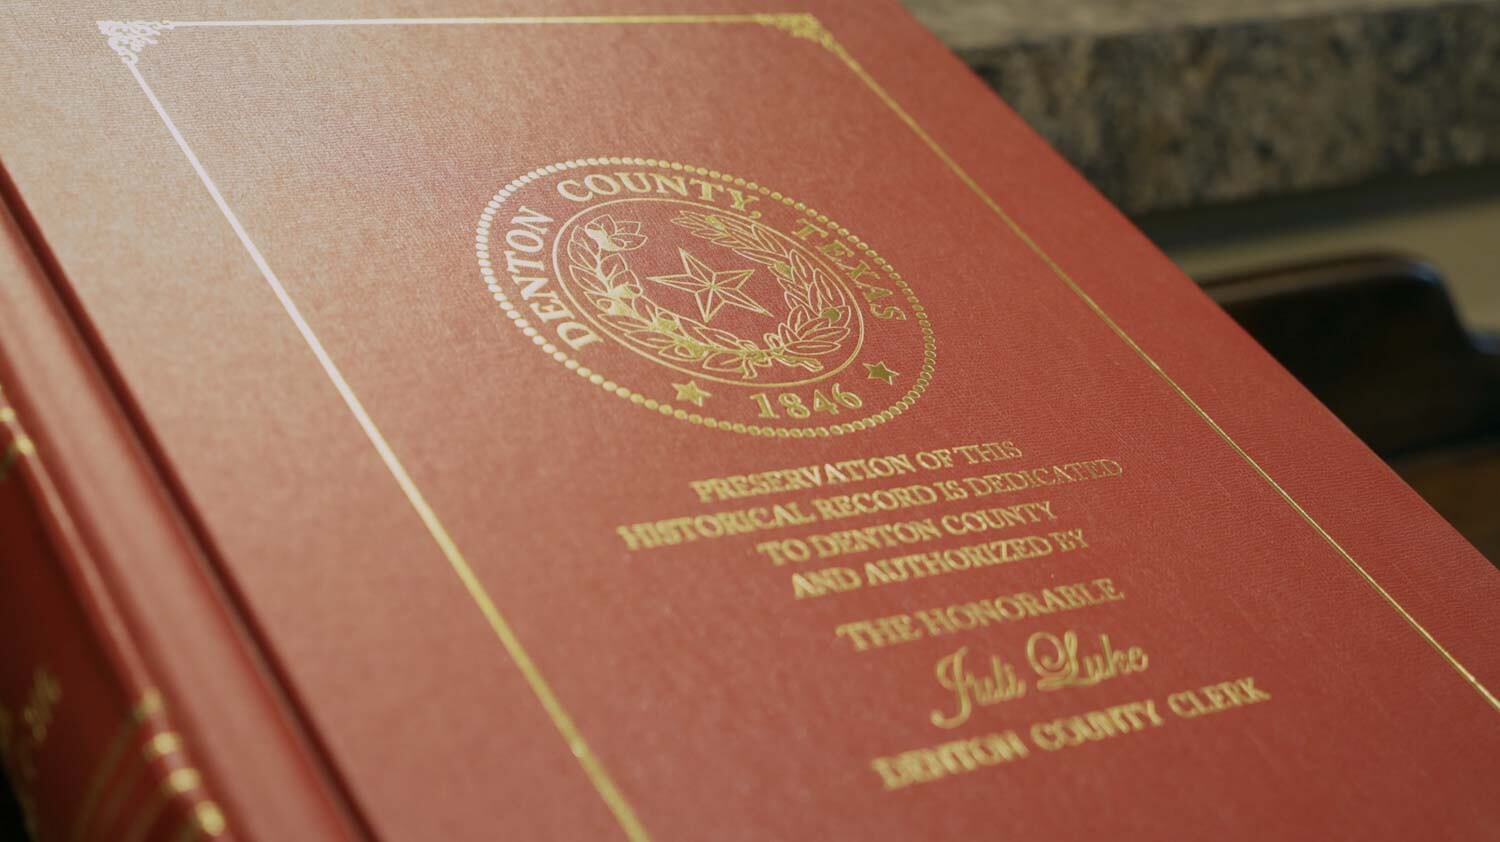 DENTON COUNTY, TEXAS
1846
PRESERVATION OF THIS
HISTORICAL RECORD IS DEDICATED
TO DENTON COUNTY
AND AUTHORIZED BY
THE HONORABLE
Juli Luke
DENTON COUNTY CLERK